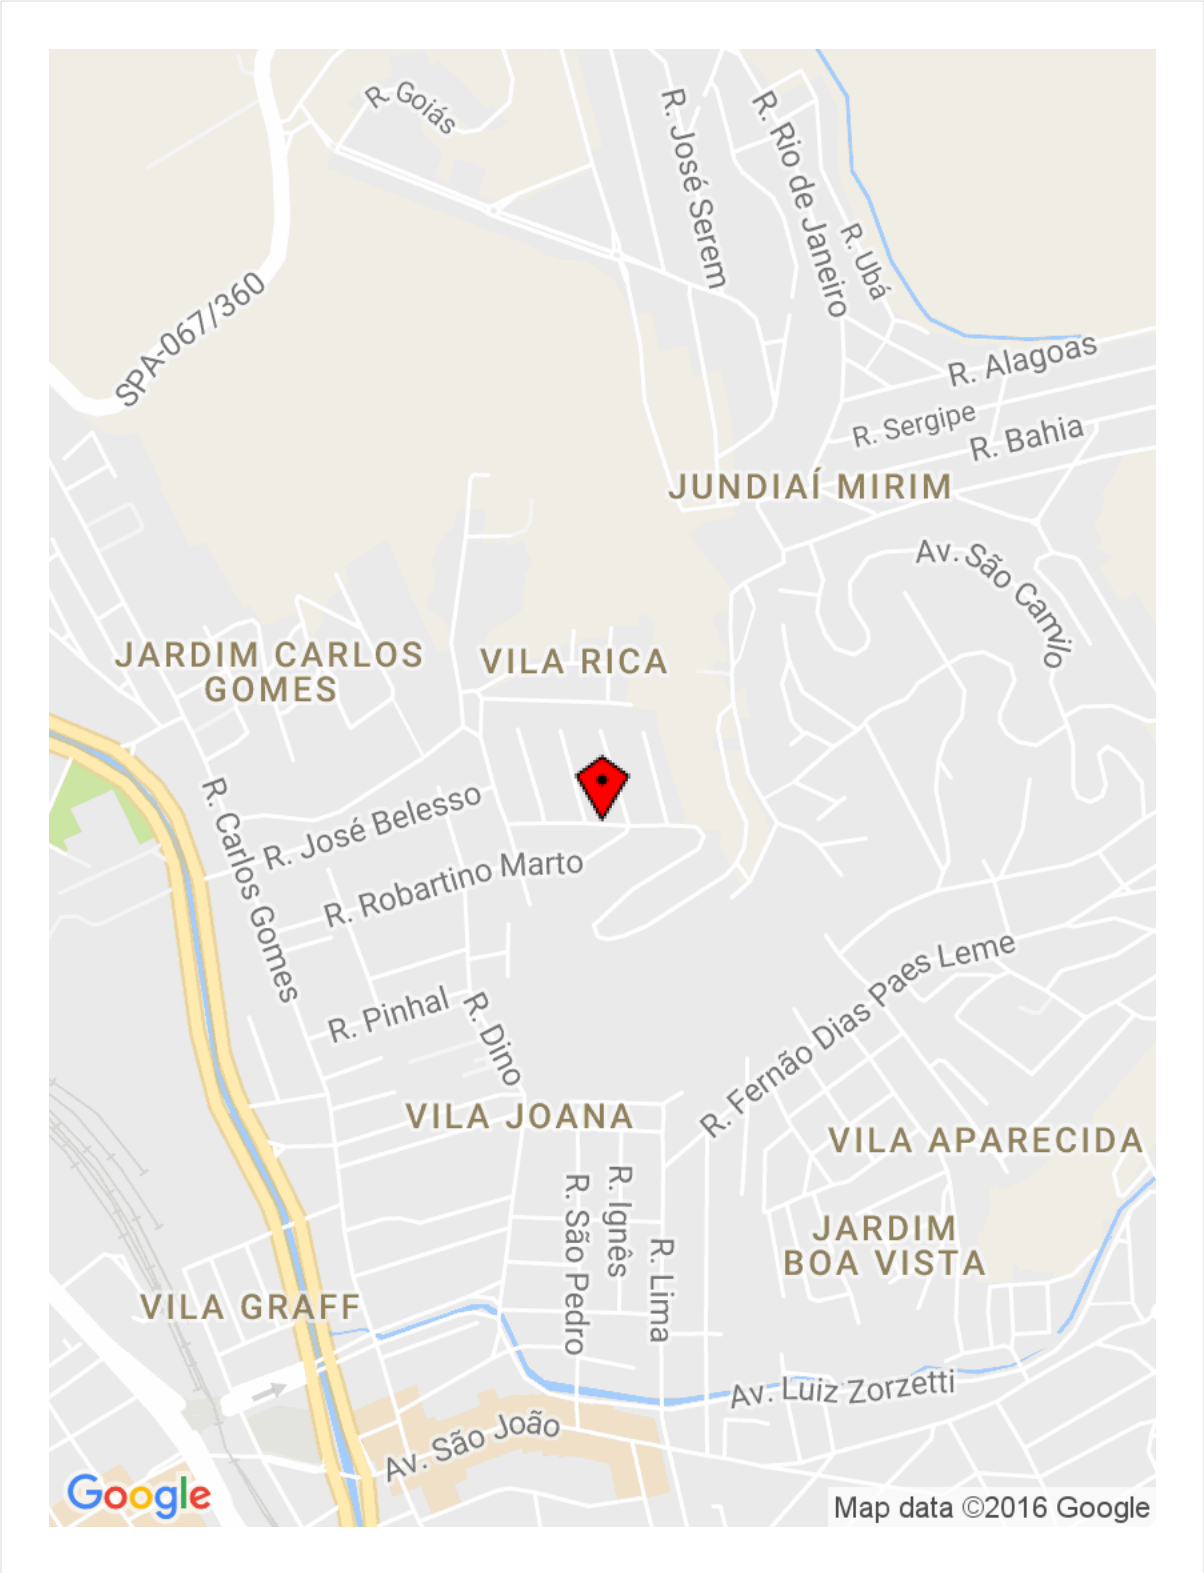 R. Goiás
R. José Serem
R. Rio de Janeiro
R. Ubá
SPA-067/360
R. Alagoas
R. Sergipe
R. Bahia
JUNDIAÍ MIRIM
Av. São Camilo
JARDIM CARLOS
GOMES
VILA RICA
R. Carlos Gomes
R. José Belesso
R. Robartino Marto
R. Fernão Dias Paes Leme
R. Pinhal
R. Dino
VILA JOANA
VILA APARECIDA
R. São Pedro
R. Ignês
R. Lima
JARDIM
BOA VISTA
VILA GRAFF
Av. Luiz Zorzetti
Av. São João
Google
Map data ©2016 Google